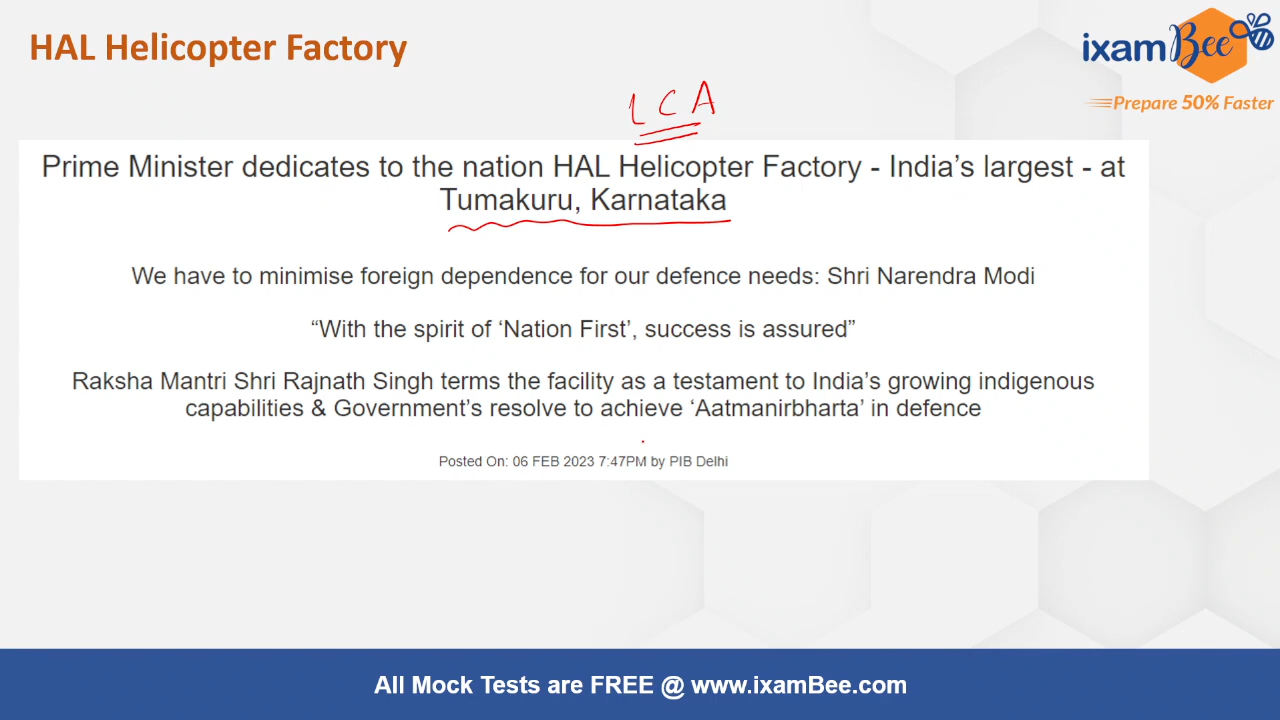 HAL Helicopter Factory
ixamBee
Prepare 50% Faster
LCA
Prime Minister dedicates to the nation HAL Helicopter Factory - India’s largest - at
Tumakuru, Karnataka
We have to minimise foreign dependence for our defence needs: Shri Narendra Modi
“With the spirit of ‘Nation First’, success is assured”
Raksha Mantri Shri Rajnath Singh terms the facility as a testament to India’s growing indigenous
capabilities & Government’s resolve to achieve ‘Aatmanirbharta’ in defence
Posted On: 06 FEB 2023 7:47PM by PIB Delhi
All Mock Tests are FREE @ www.ixamBee.com